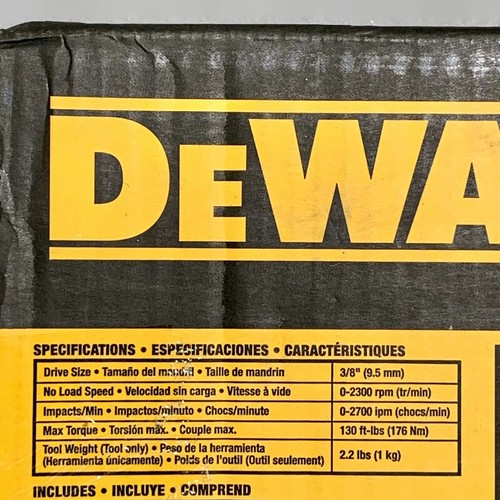 DEWA
SPECIFICATIONS • ESPECIFICACIONES • CARACTÉRISTIQUES
Drive Size • Tamaño del mandril • Taille de mandrin 3/8" (9.5 mm)
No Load Speed • Velocidad sin carga • Vitesse à vide 0-2300 rpm (tr/min)
Impacts/Min • Impactos/minuto • Chocs/minute 0-2700 ipm (chocs/min)
Max Torque • Torsión máx. • Couple max. 130 ft-lbs (176 Nm)
Tool Weight (Tool only) • Peso de la herramienta
(Herramienta únicamente) • Poids de l'outil (Outil seulement) 2.2 lbs (1 kg)
INCLUDES • INCLUYE • COMPREND